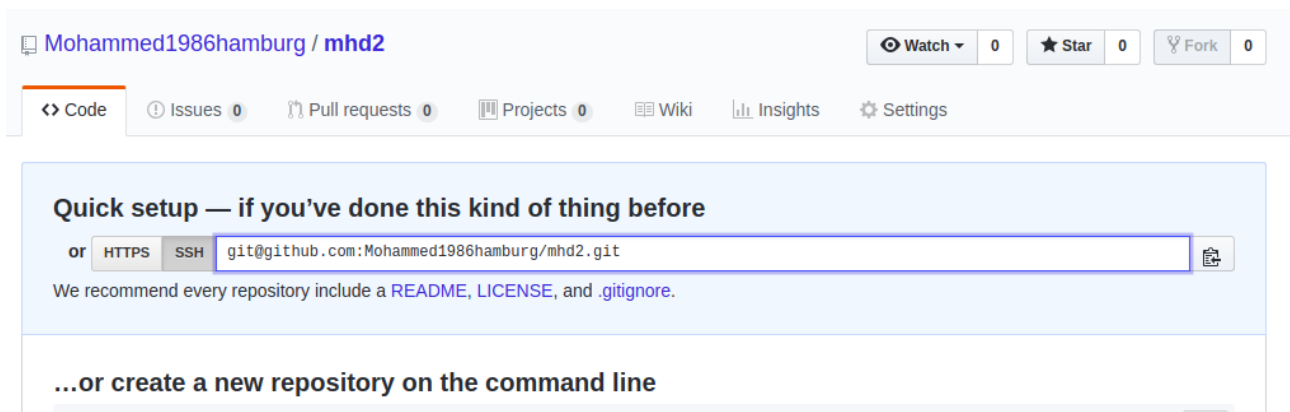 Mohammed1986hamburg / mhd2
Watch 0 Star 0 Fork 0
Code Issues 0 Pull requests 0 Projects 0 Wiki Insights Settings
Quick setup — if you’ve done this kind of thing before
or HTTPS SSH git@github.com:Mohammed1986hamburg/mhd2.git
We recommend every repository include a README, LICENSE, and .gitignore.
…or create a new repository on the command line